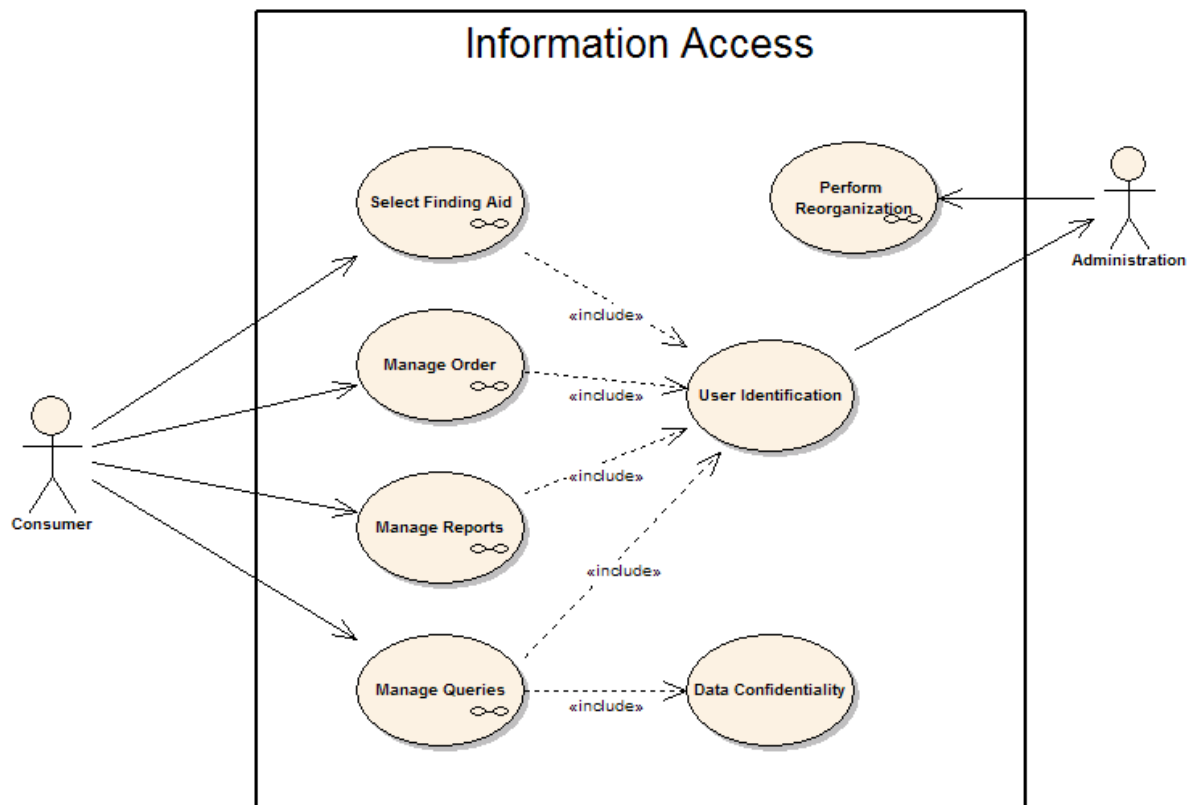 Information Access
Select Finding Aid
Perform
Reorganization
Administration
«include»
Manage Order
«include»
User Identification
Consumer
Manage Reports
«include»
«include»
Manage Queries
«include»
Data Confidentiality